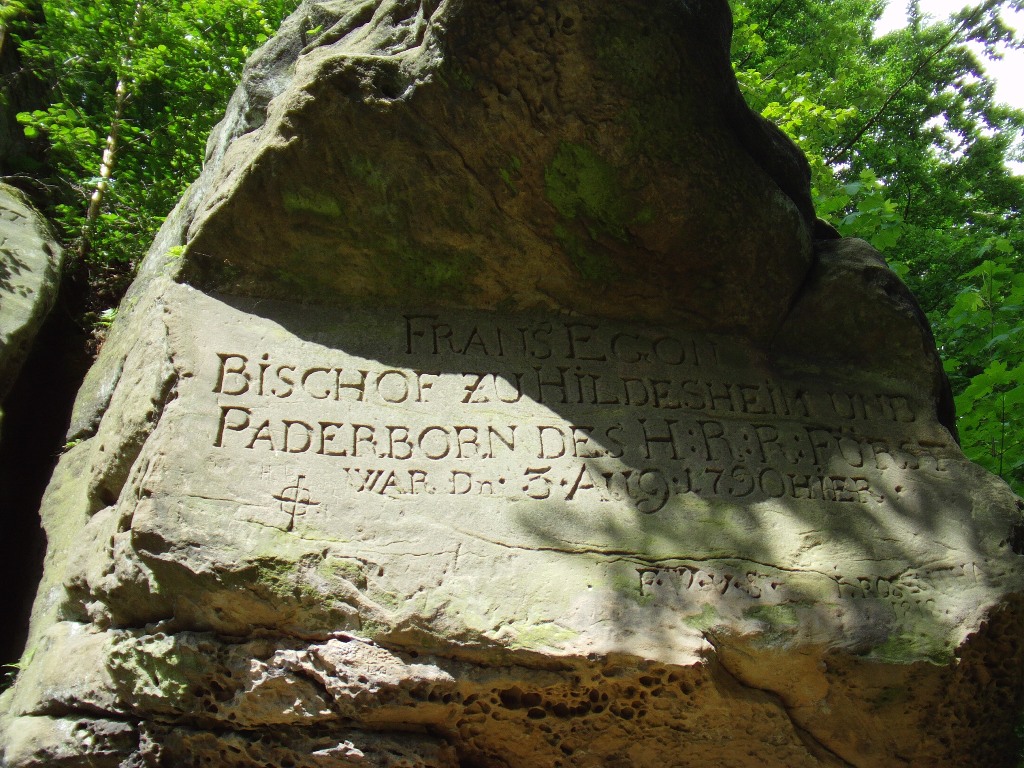 FRANS EGON
BiSCHOF ZU HiLDESHEiM UND
PADERBORN DES H·R·R·FÜRST
WAR Dn· 3·AUG·1790 HiER.